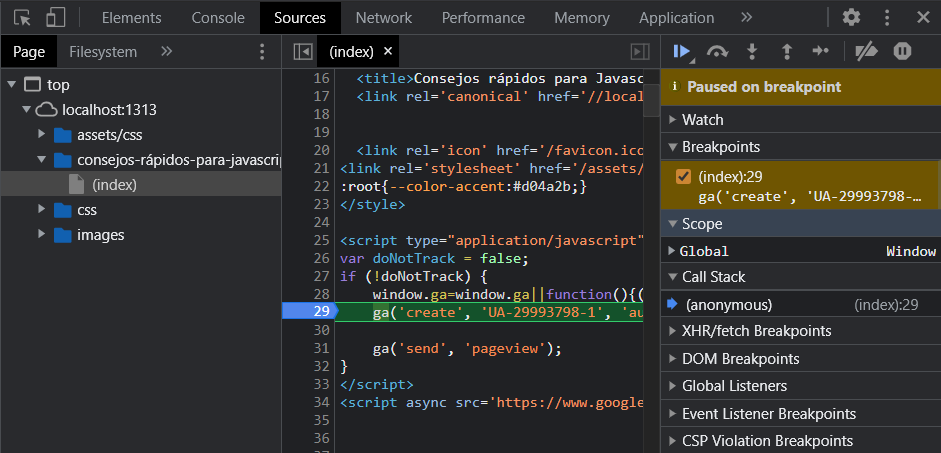 Elements Console Sources Network Performance Memory Application »
Page Filesystem »
top
localhost:1313
assets/css
consejos-rápidos-para-javascri
(index)
css
images
(index) ×
16 <title>Consejos rápidos para Javasc
17 <link rel='canonical' href='//local
18
19
20 <link rel='icon' href='/favicon.ico
21 <link rel='stylesheet' href='/assets/
22 :root{--color-accent:#d04a2b;}
23 </style>
24
25 <script type="application/javascript"
26 var doNotTrack = false;
27 if (!doNotTrack) {
28 window.ga=window.ga||function(){(
29 ga('create', 'UA-29993798-1', 'au
30
31 ga('send', 'pageview');
32 }
33 </script>
34 <script async src='https://www.google
35
36
37
Paused on breakpoint
Watch
Breakpoints
(index):29
ga('create', 'UA-29993798-…
Scope
Global Window
Call Stack
(anonymous) (index):29
XHR/fetch Breakpoints
DOM Breakpoints
Global Listeners
Event Listener Breakpoints
CSP Violation Breakpoints